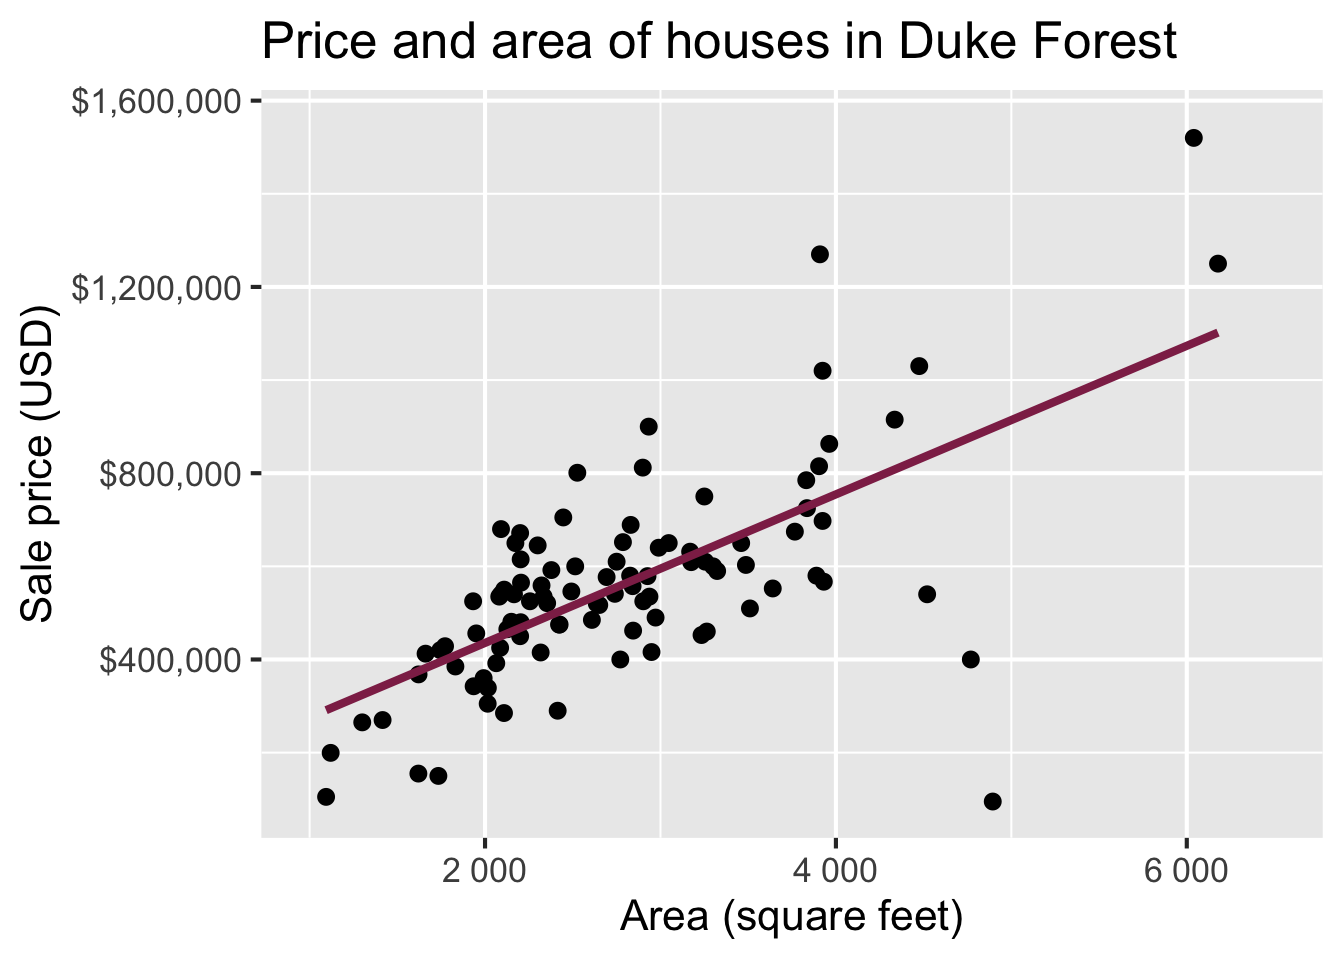 Price and area of houses in Duke Forest
$1,600,000
$1,200,000
$800,000
$400,000
Sale price (USD)
2 000
4 000
6 000
Area (square feet)